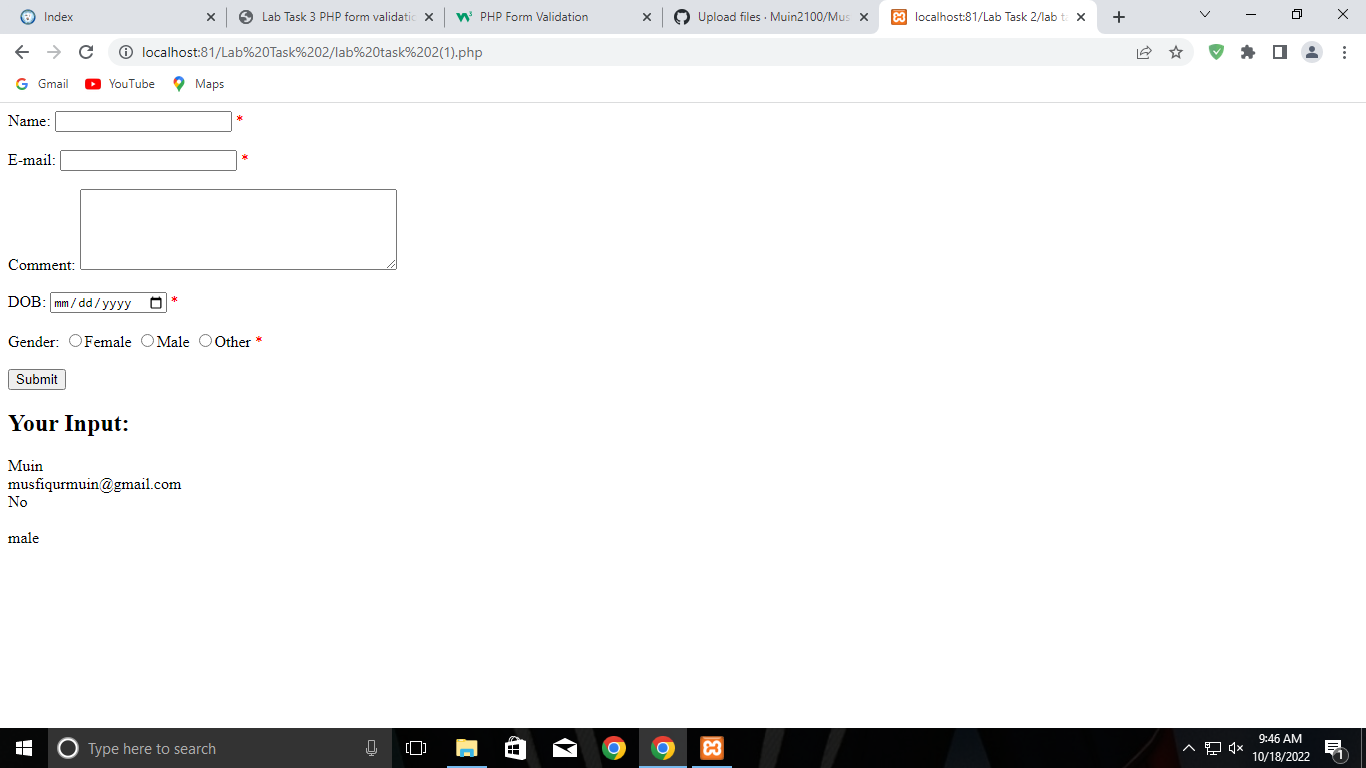 Index
Lab Task 3 PHP form validatio
PHP Form Validation
Upload files · Muin2100/Mus
localhost:81/Lab Task 2/lab ta
localhost:81/Lab%20Task%202/lab%20task%202(1).php
Gmail
YouTube
Maps
Name: *
E-mail: *
Comment:
DOB: mm/dd/yyyy *
Gender: Female Male Other *
Submit
Your Input:
Muin
musfiqurmuin@gmail.com
No
male
Type here to search
9:46 AM
10/18/2022
1